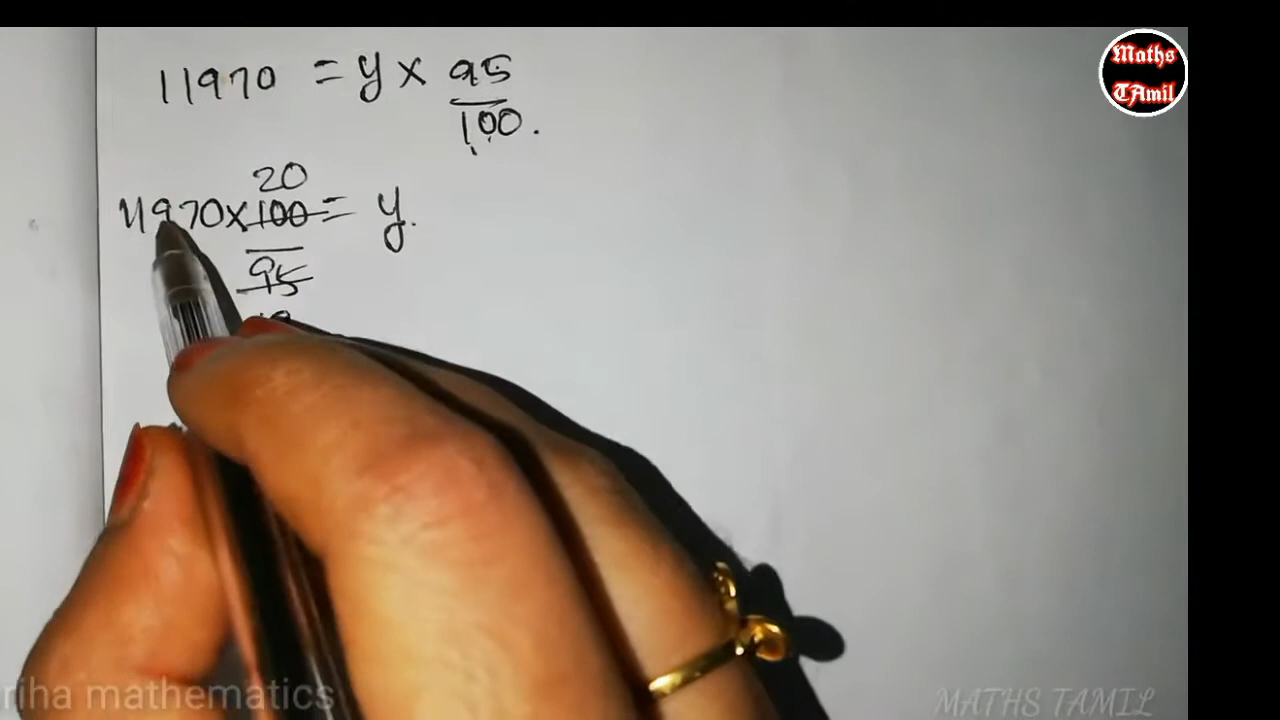 Maths
TAmil
11970 = y × 95/100.
20
11970 × 100 = y.
95
riha mathematics
MATHS TAMIL